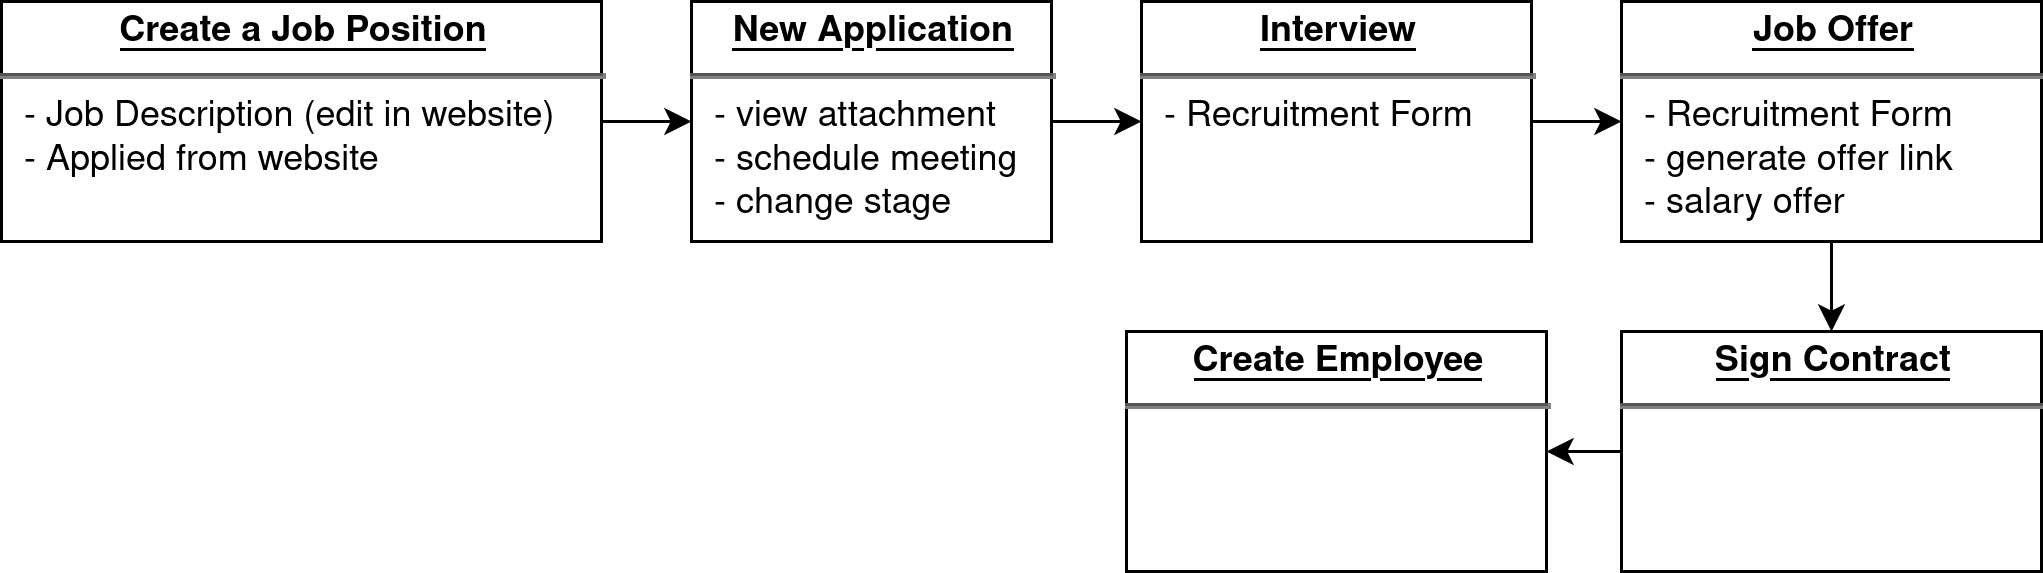 Create a Job Position
- Job Description (edit in website)
- Applied from website
New Application
- view attachment
- schedule meeting
- change stage
Interview
- Recruitment Form
Job Offer
- Recruitment Form
- generate offer link
- salary offer
Sign Contract
Create Employee